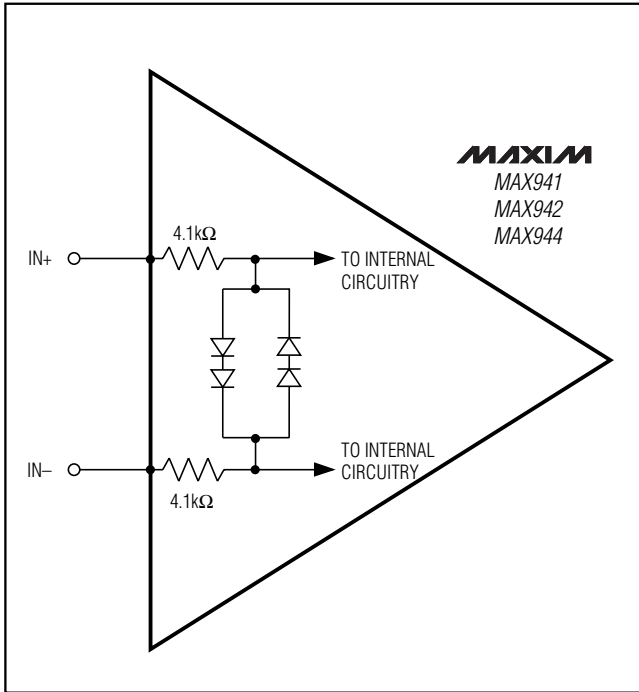 MAXIM
MAX941
MAX942
MAX944
4.1kΩ
IN+
TO INTERNAL
CIRCUITRY
IN–
TO INTERNAL
CIRCUITRY
4.1kΩ